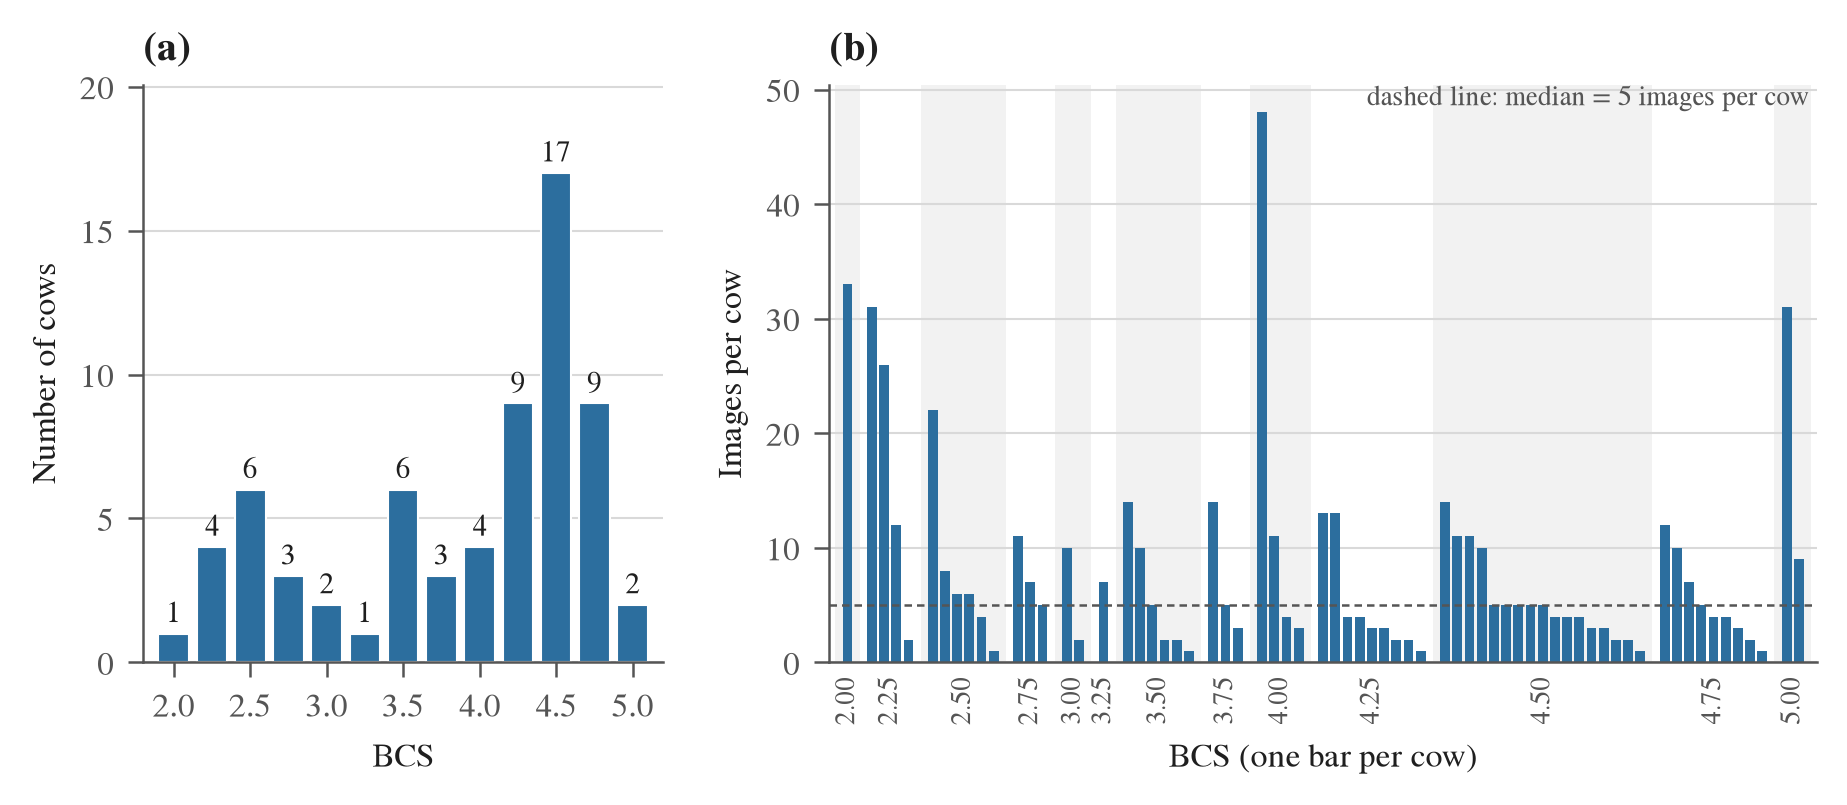 (a)
Number of cows
20
15
10
5
0
1
4
6
3
2
1
6
3
4
9
17
9
2
2.0 2.5 3.0 3.5 4.0 4.5 5.0
BCS
(b)
dashed line: median = 5 images per cow
Images per cow
50
40
30
20
10
0
2.00 2.25 2.50 2.75 3.00 3.25 3.50 3.75 4.00 4.25 4.50 4.75 5.00
BCS (one bar per cow)